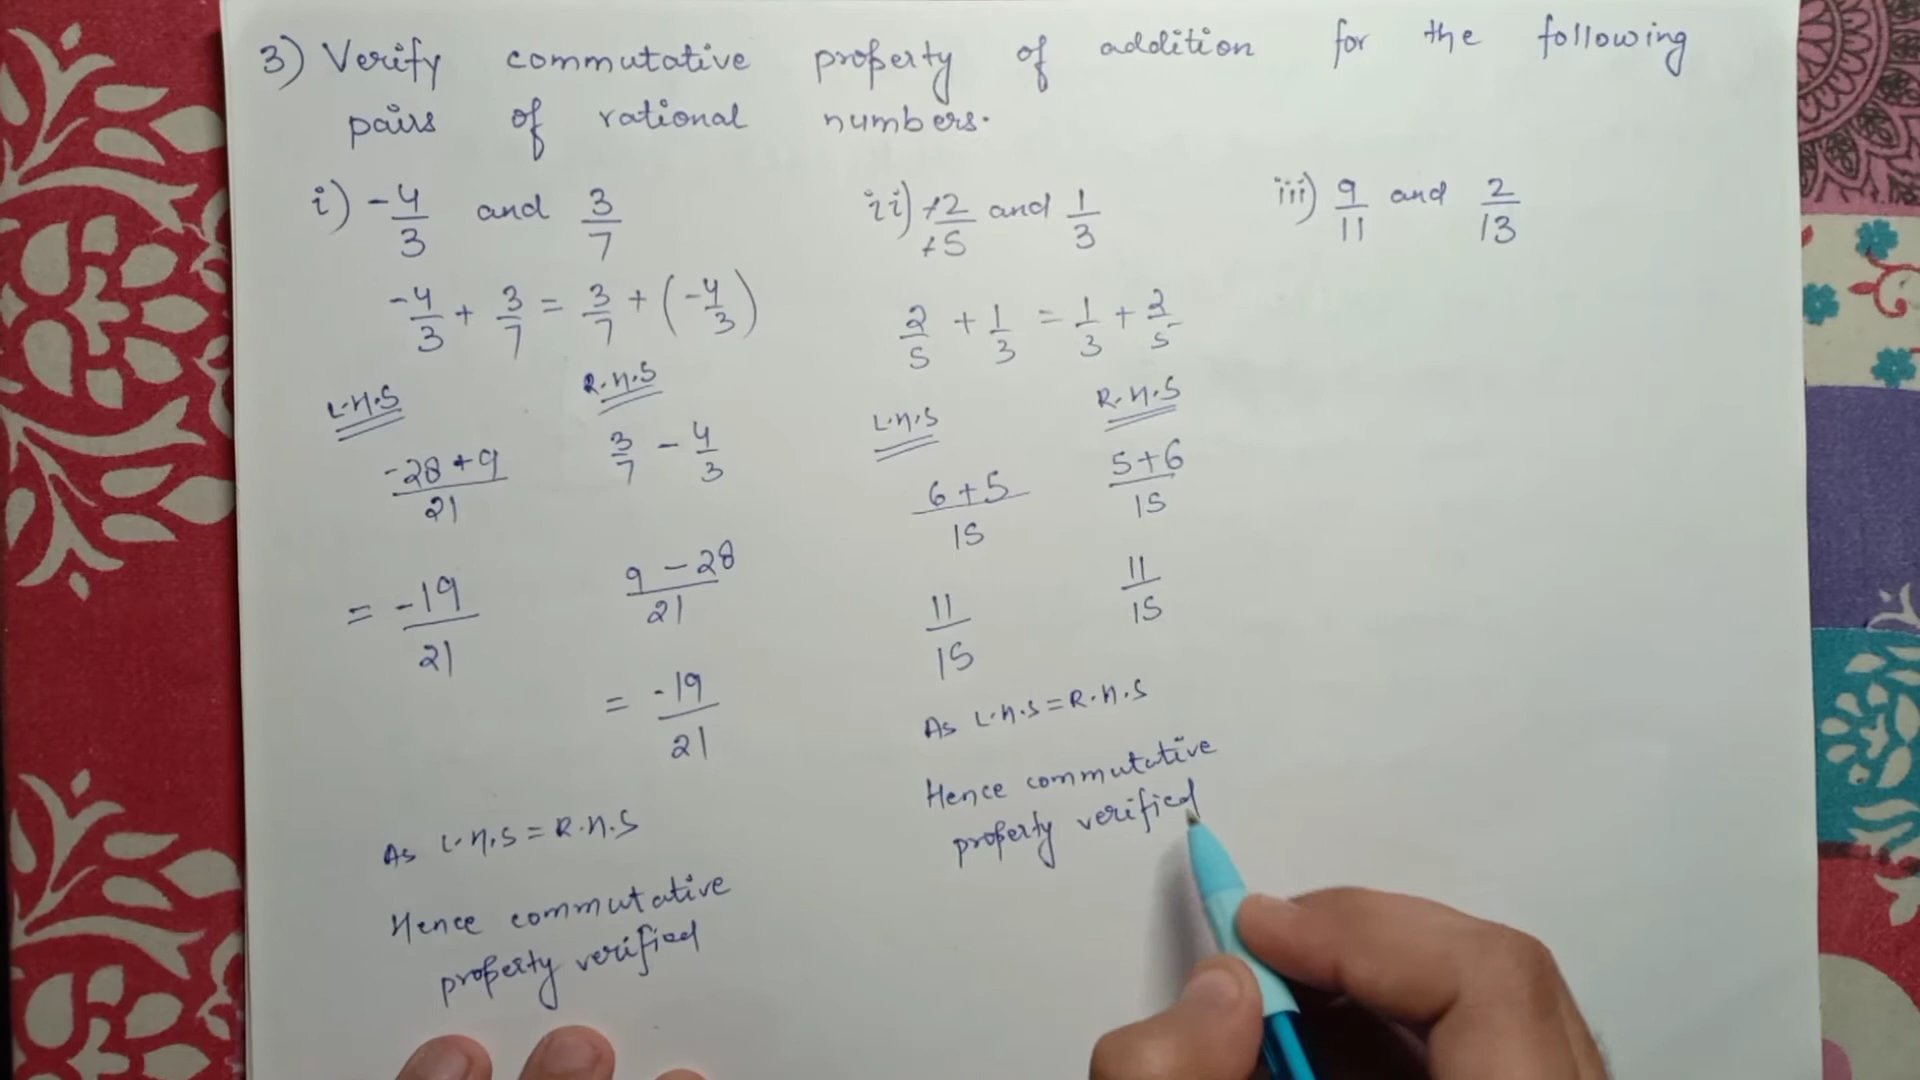 3) Verify commutative property of addition for the following
pairs of rational numbers.
i) -4/3 and 3/7
-4/3 + 3/7 = 3/7 + (-4/3)
L.H.S
-28+9/21
= -19/21
R.H.S
3/7 - 4/3
9-28/21
= -19/21
As L.H.S = R.H.S
Hence commutative
property verified
ii) +2/+5 and 1/3
2/5 + 1/3 = 1/3 + 2/5
L.H.S
6+5/15
11/15
R.H.S
5+6/15
11/15
As L.H.S = R.H.S
Hence commutative
property verified
iii) 9/11 and 2/13